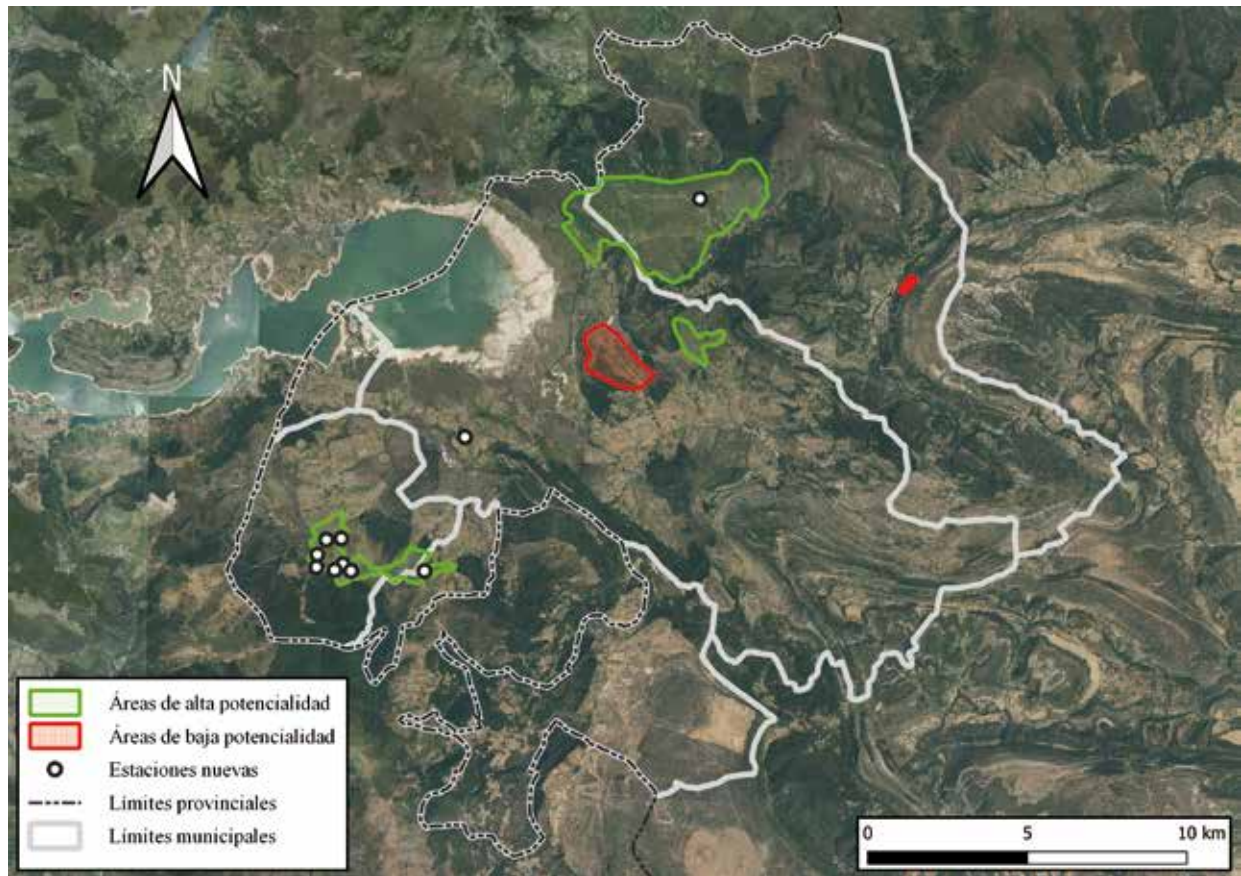 N
Áreas de alta potencialidad
Áreas de baja potencialidad
Estaciones nuevas
Límites provinciales
Límites municipales
0 5 10 km